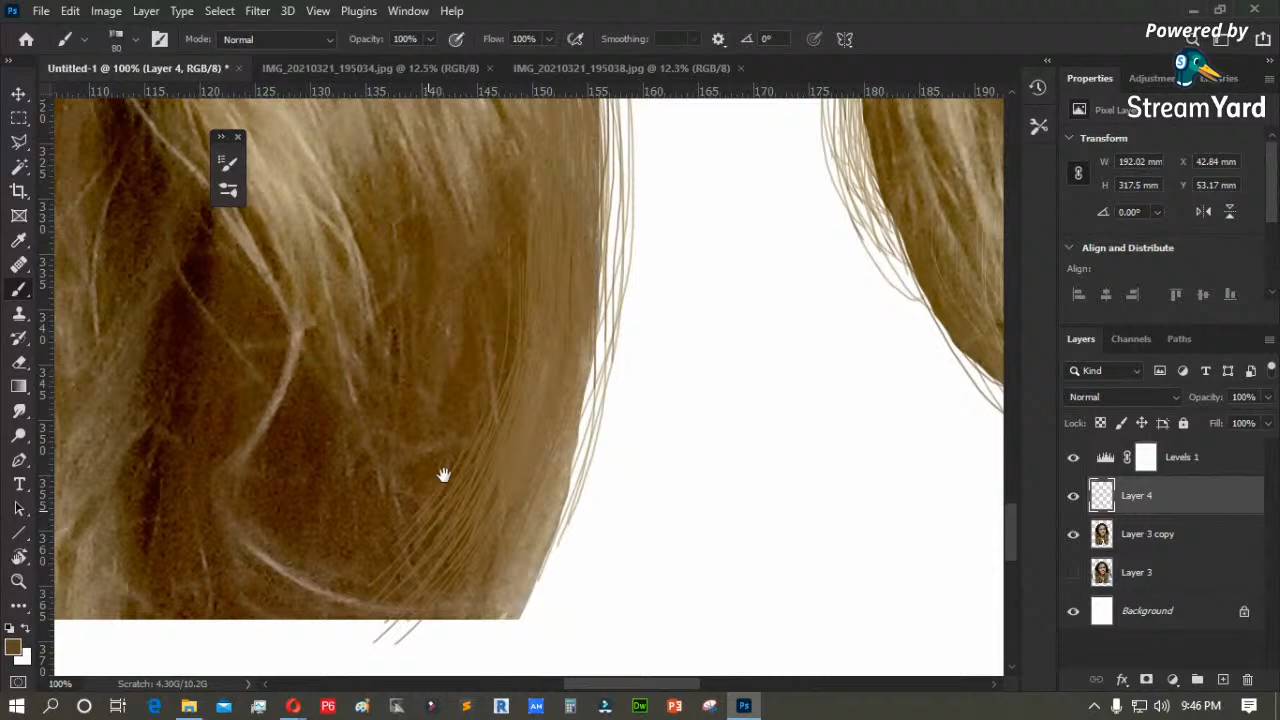 Ps File Edit Image Layer Type Select Filter 3D View Plugins Window Help
Powered by
StreamYard
80 Mode: Normal Opacity: 100% Flow: 100% Smoothing: 0°
Untitled-1 @ 100% (Layer 4, RGB/8) * × IMG_20210321_195034.jpg @ 12.5% (RGB/8) × IMG_20210321_195038.jpg @ 12.3% (RGB/8) ×
110 115 120 125 130 135 140 145 150 155 160 165 170 175 180 185 190
Properties Adjustment
Pixel Layer
Transform
W 192.02 mm X 42.84 mm
H 317.5 mm Y 53.17 mm
0.00°
Align and Distribute
Align:
Layers Channels Paths
Kind
Normal Opacity: 100%
Lock: Fill: 100%
Levels 1
Layer 4
Layer 3 copy
Layer 3
Background
100% Scratch: 4.30G/10.2G
9:46 PM